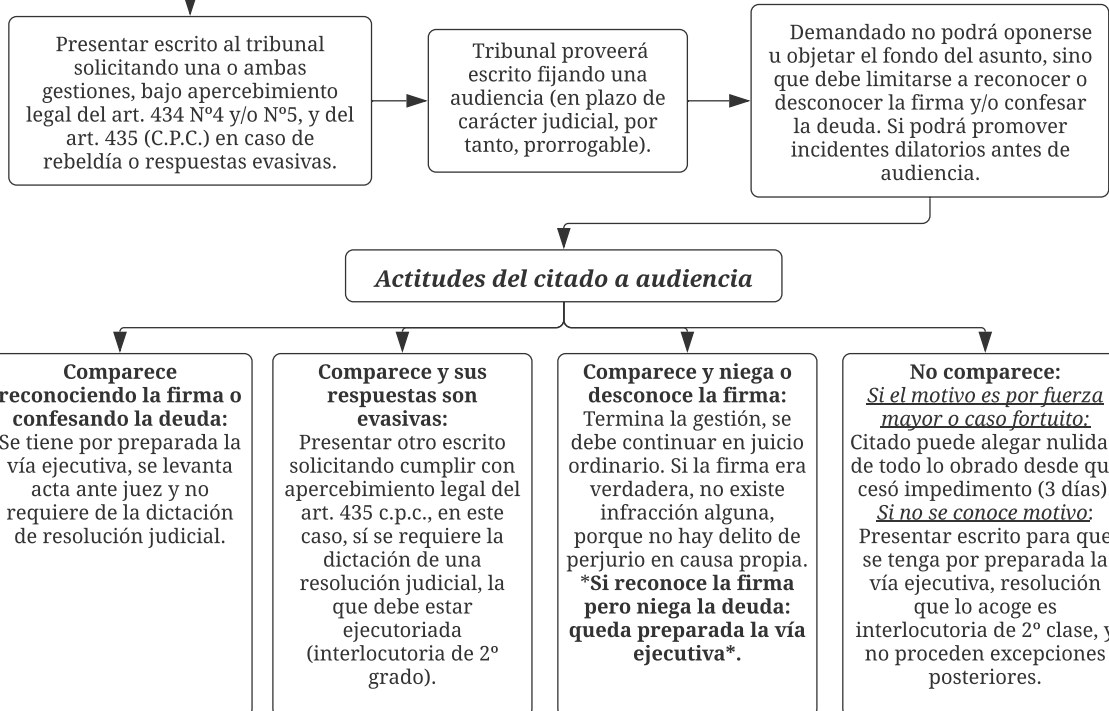 Presentar escrito al tribunal
solicitando una o ambas
gestiones, bajo apercebimiento
legal del art. 434 Nº4 y/o Nº5, y del
art. 435 (C.P.C.) en caso de
rebeldía o respuestas evasivas.
Tribunal proveerá
escrito fijando una
audiencia (en plazo de
carácter judicial, por
tanto, prorrogable).
Demandado no podrá oponerse
u objetar el fondo del asunto, sino
que debe limitarse a reconocer o
desconocer la firma y/o confesar
la deuda. Si podrá promover
incidentes dilatorios antes de
audiencia.
Actitudes del citado a audiencia
Comparece
reconociendo la firma o
confesando la deuda:
Se tiene por preparada la
vía ejecutiva, se levanta
acta ante juez y no
requiere de la dictación
de resolución judicial.
Comparece y sus
respuestas son
evasivas:
Presentar otro escrito
solicitando cumplir con
apercebimiento legal del
art. 435 c.p.c., en este
caso, sí se requiere la
dictación de una
resolución judicial, la
que debe estar
ejecutoriada
(interlocutoria de 2º
grado).
Comparece y niega o
desconoce la firma:
Termina la gestión, se
debe continuar en juicio
ordinario. Si la firma era
verdadera, no existe
infracción alguna,
porque no hay delito de
perjurio en causa propia.
*Si reconoce la firma
pero niega la deuda:
queda preparada la vía
ejecutiva*.
No comparece:
Si el motivo es por fuerza
mayor o caso fortuito:
Citado puede alegar nulida
de todo lo obrado desde qu
cesó impedimento (3 días)
Si no se conoce motivo:
Presentar escrito para que
se tenga por preparada la
vía ejecutiva, resolución
que lo acoge es
interlocutoria de 2º clase, y
no proceden excepciones
posteriores.